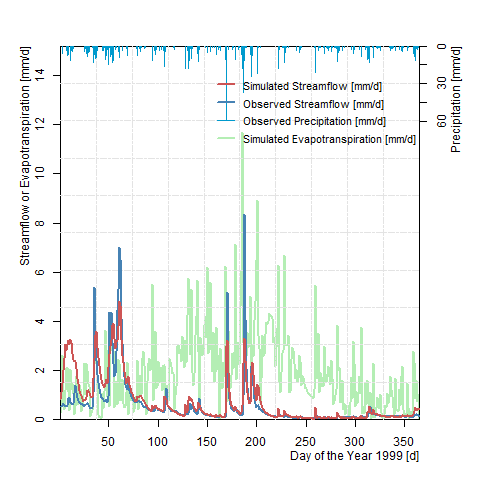 Streamflow or Evapotranspiration [mm/d]
14
12
10
8
6
4
2
0
0
30
60
Precipitation [mm/d]
Simulated Streamflow [mm/d]
Observed Streamflow [mm/d]
Observed Precipitation [mm/d]
Simulated Evapotranspiration [mm/d]
50 100 150 200 250 300 350
Day of the Year 1999 [d]